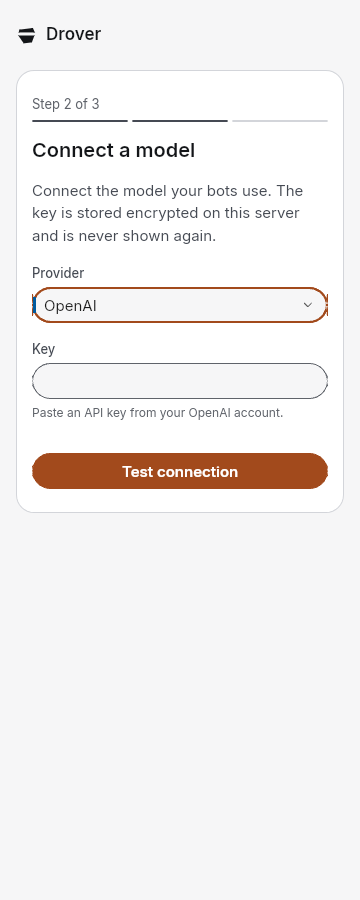 Drover
Step 2 of 3
Connect a model
Connect the model your bots use. The
key is stored encrypted on this server
and is never shown again.
Provider
OpenAI
Key
Paste an API key from your OpenAI account.
Test connection